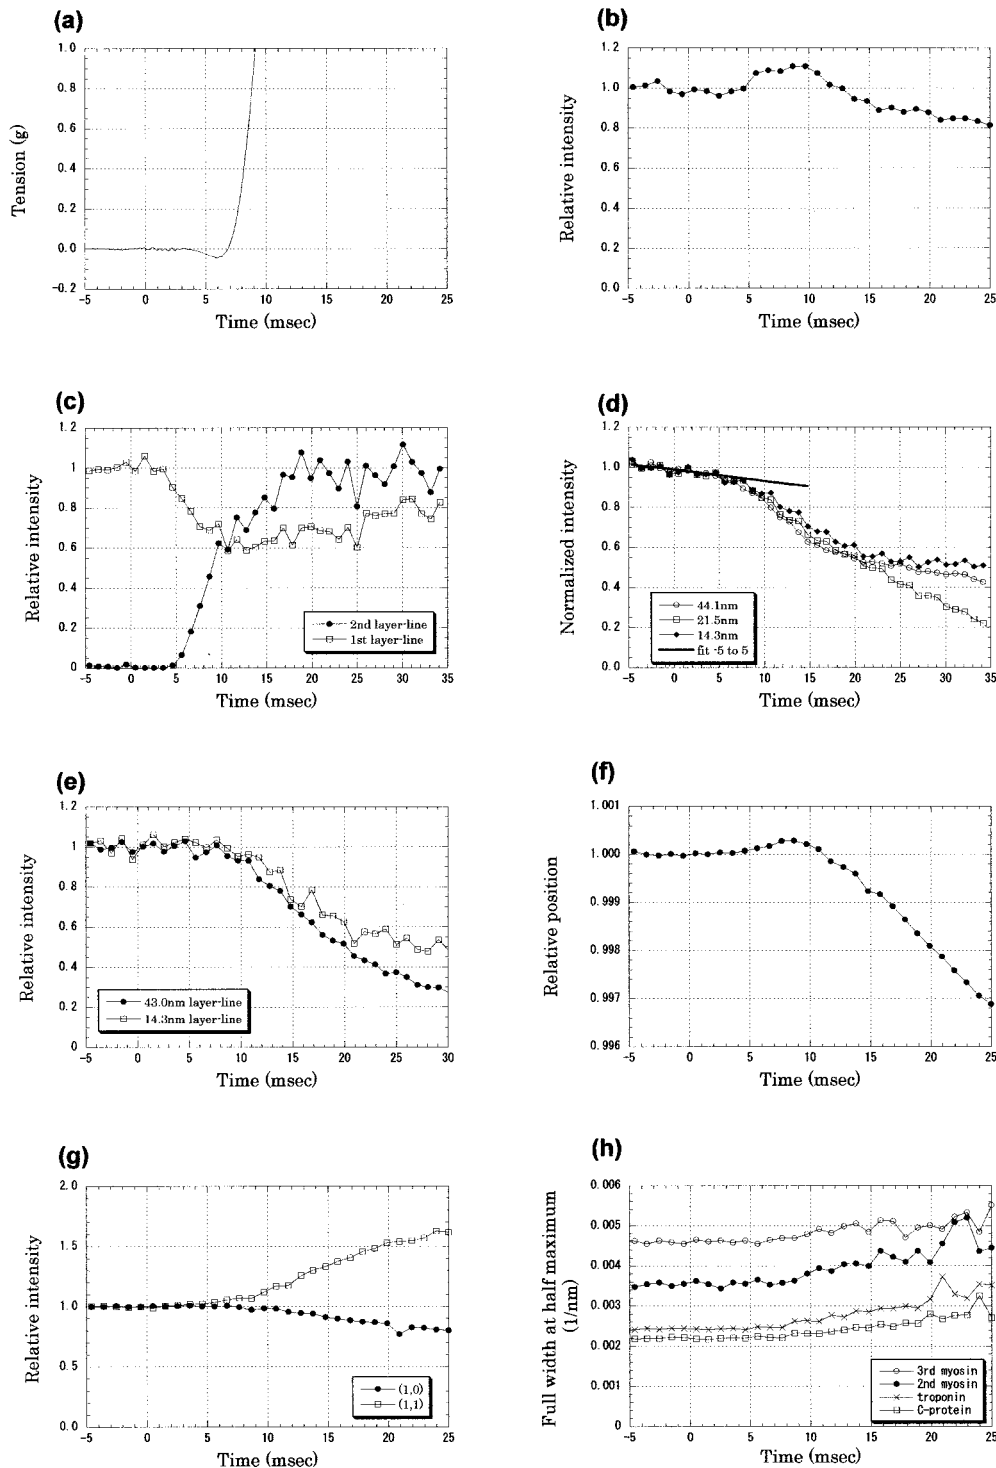 (a)
1.0
0.8
0.6
0.4
0.2
0.0
-0.2
Tension (g)
-5 0 5 10 15 20 25
Time (msec)
(b)
1.2
1.0
0.8
0.6
0.4
0.2
0.0
Relative intensity
-5 0 5 10 15 20 25
Time (msec)
(c)
1.2
1
0.8
0.6
0.4
0.2
0
Relative intensity
2nd layer-line
1st layer-line
-5 0 5 10 15 20 25 30 35
Time (msec)
(d)
1.2
1.0
0.8
0.6
0.4
0.2
0.0
Normalized intensity
44.1nm
21.5nm
14.3nm
fit -5 to 5
-5 0 5 10 15 20 25 30 35
Time (msec)
(e)
1.2
1
0.8
0.6
0.4
0.2
0
Relative intensity
43.0nm layer-line
14.3nm layer-line
-5 0 5 10 15 20 25 30
Time (msec)
(f)
1.001
1.000
0.999
0.998
0.997
0.996
Relative position
-5 0 5 10 15 20 25
Time (msec)
(g)
2.0
1.5
1.0
0.5
0.0
Relative intensity
(1,0)
(1,1)
-5 0 5 10 15 20 25
Time (msec)
(h)
0.006
0.005
0.004
0.003
0.002
0.001
0
Full width at half maximum
(1/nm)
3rd myosin
2nd myosin
troponin
C-protein
-5 0 5 10 15 20 25
Time (msec)